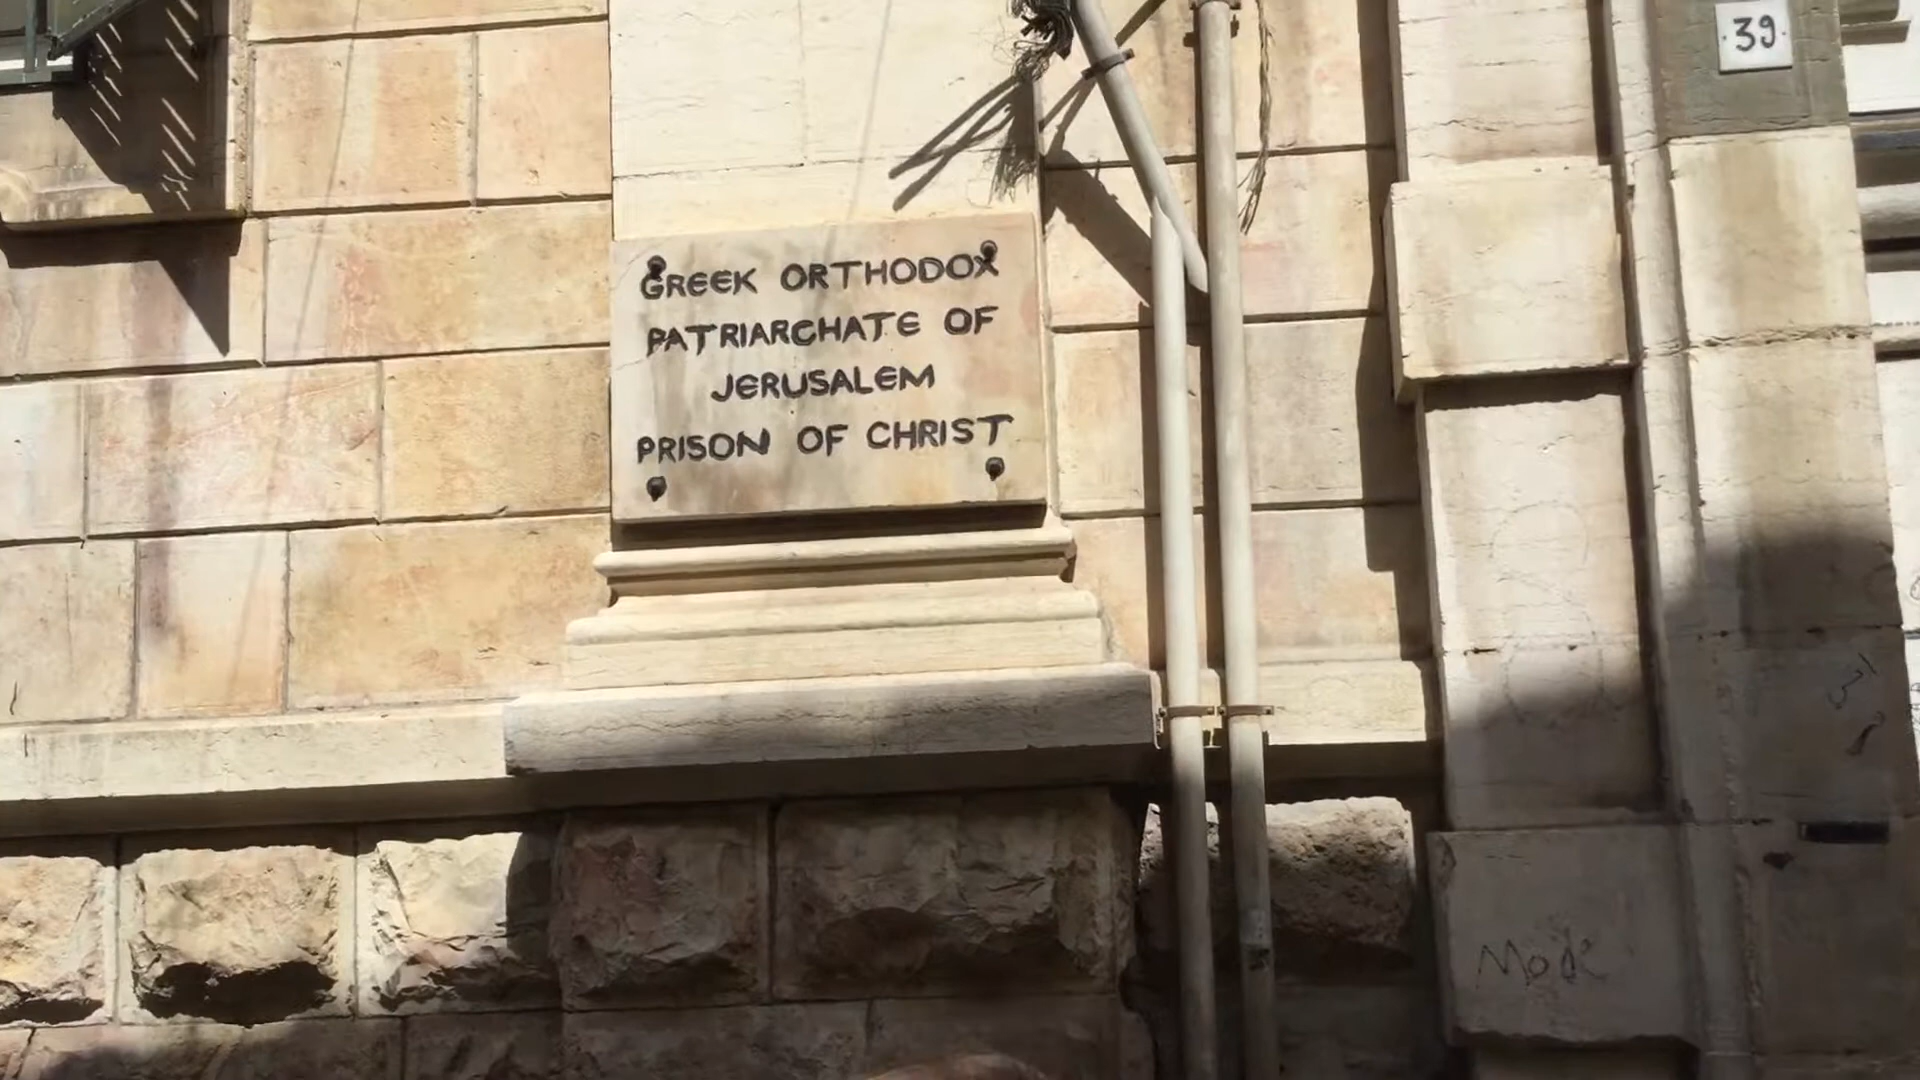 39
GREEK ORTHODOX
PATRIARCHATE OF
JERUSALEM
PRISON OF CHRIST